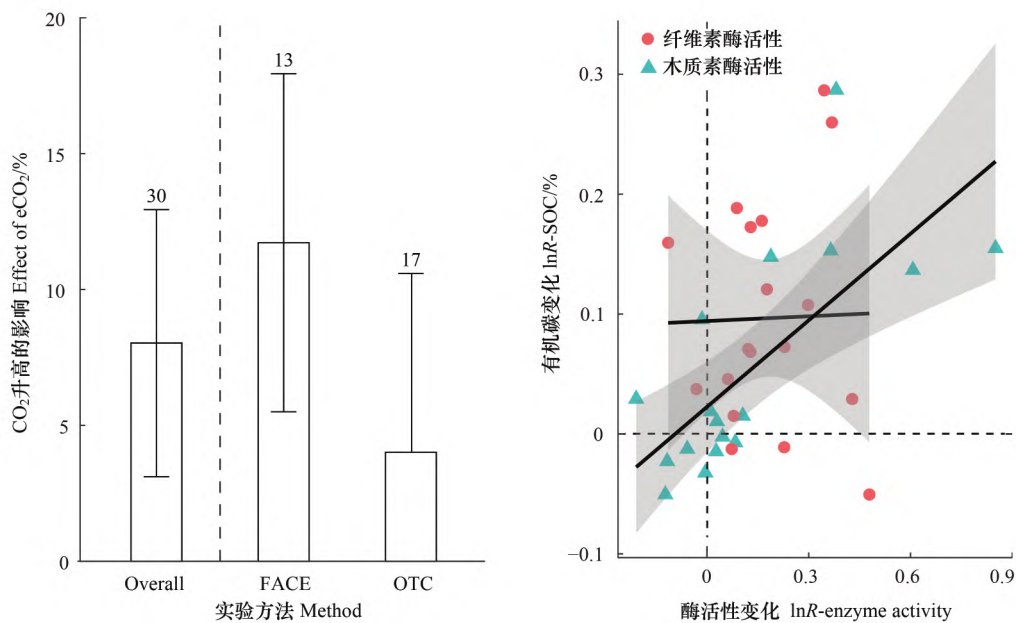 CO₂升高的影响 Effect of eCO₂/%
20
15
10
5
0
30
13
17
Overall
FACE
OTC
实验方法 Method
有机碳变化 lnR-SOC/%
纤维素酶活性
木质素酶活性
0.3
0.2
0.1
0
−0.1
0
0.3
0.6
0.9
酶活性变化 lnR-enzyme activity